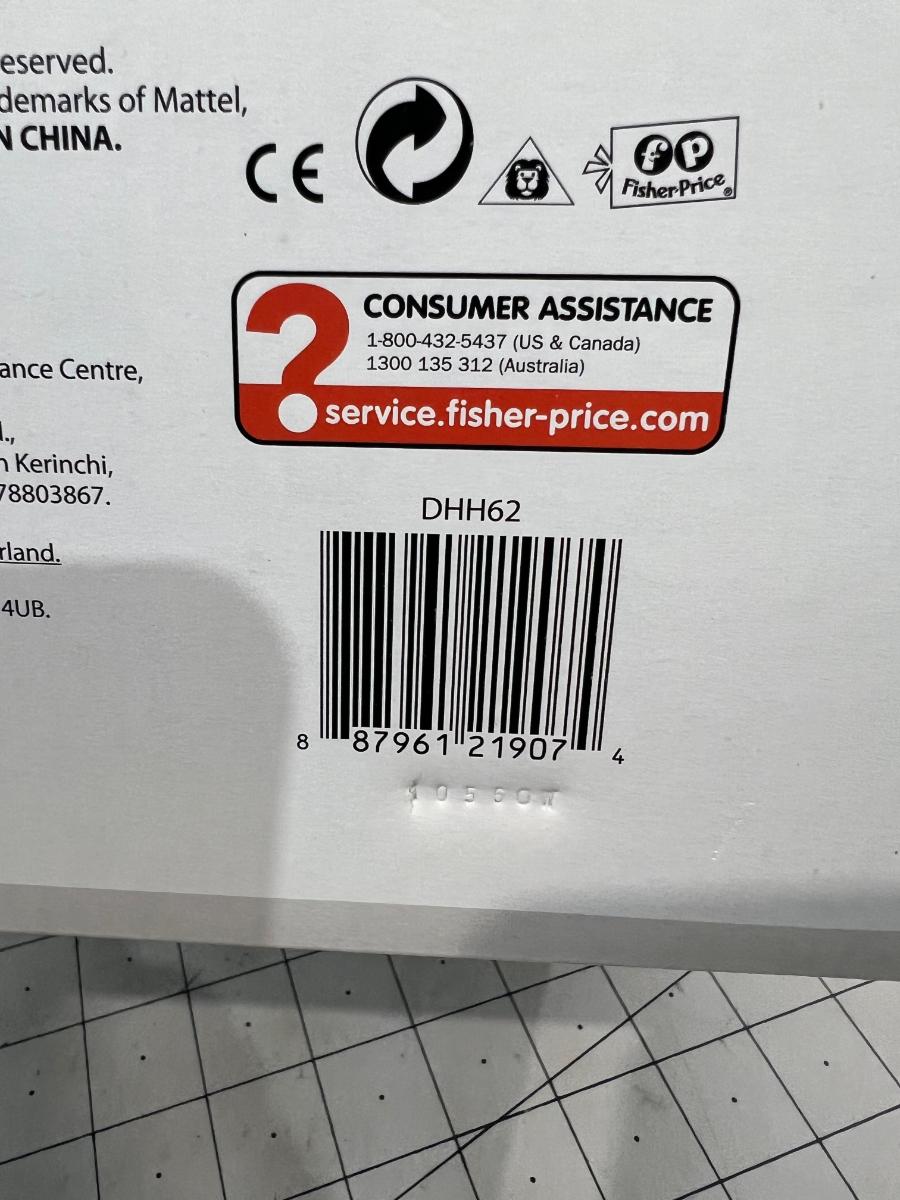 eserved.
demarks of Mattel,
N CHINA.
CE
fp
Fisher-Price®
CONSUMER ASSISTANCE
1-800-432-5437 (US & Canada)
1300 135 312 (Australia)
?
service.fisher-price.com
ance Centre,
.,
n Kerinchi,
78803867.
rland.
4UB.
DHH62
8 87961 21907 4